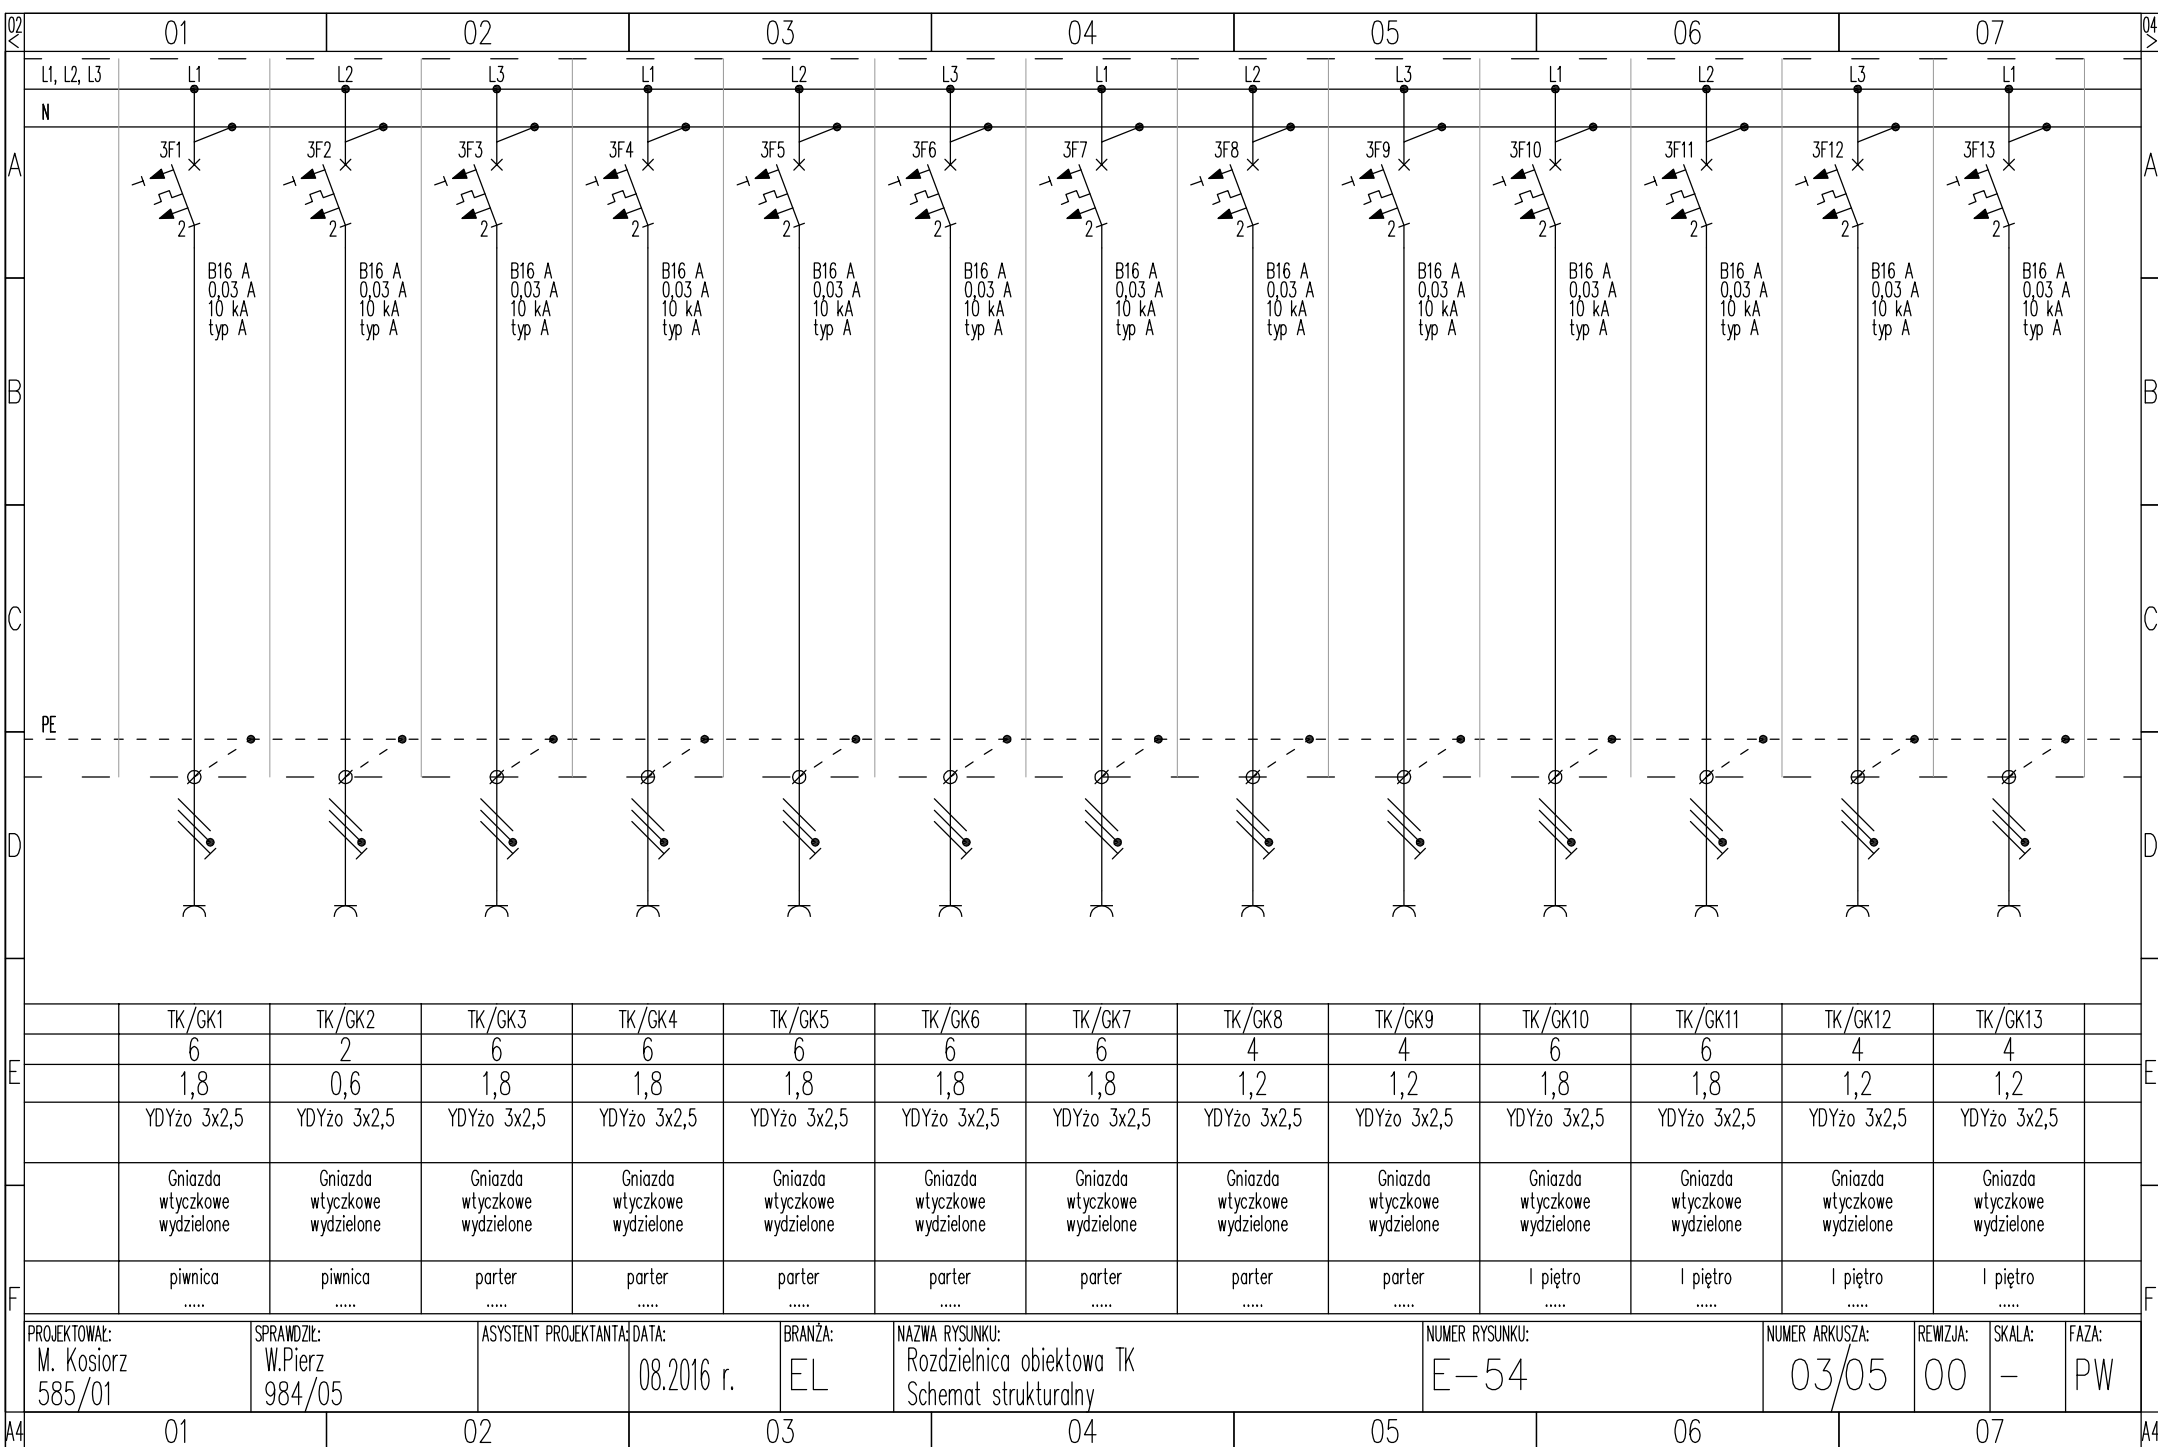 02 01 02 03 04 05 06 07 04
< >
L1, L2, L3 L1 L2 L3 L1 L2 L3 L1 L2 L3 L1 L2 L3 L1
N
3F1 3F2 3F3 3F4 3F5 3F6 3F7 3F8 3F9 3F10 3F11 3F12 3F13
A A
2 2 2 2 2 2 2 2 2 2 2 2 2
B16 A B16 A B16 A B16 A B16 A B16 A B16 A B16 A B16 A B16 A B16 A B16 A B16 A
0,03 A 0,03 A 0,03 A 0,03 A 0,03 A 0,03 A 0,03 A 0,03 A 0,03 A 0,03 A 0,03 A 0,03 A 0,03 A
10 kA 10 kA 10 kA 10 kA 10 kA 10 kA 10 kA 10 kA 10 kA 10 kA 10 kA 10 kA 10 kA
typ A typ A typ A typ A typ A typ A typ A typ A typ A typ A typ A typ A typ A
B B
C C
PE
D D
TK/GK1 TK/GK2 TK/GK3 TK/GK4 TK/GK5 TK/GK6 TK/GK7 TK/GK8 TK/GK9 TK/GK10 TK/GK11 TK/GK12 TK/GK13
6 2 6 6 6 6 6 4 4 6 6 4 4
E E
1,8 0,6 1,8 1,8 1,8 1,8 1,8 1,2 1,2 1,8 1,8 1,2 1,2
YDYżo 3x2,5 YDYżo 3x2,5 YDYżo 3x2,5 YDYżo 3x2,5 YDYżo 3x2,5 YDYżo 3x2,5 YDYżo 3x2,5 YDYżo 3x2,5 YDYżo 3x2,5 YDYżo 3x2,5 YDYżo 3x2,5 YDYżo 3x2,5 YDYżo 3x2,5
Gniazda Gniazda Gniazda Gniazda Gniazda Gniazda Gniazda Gniazda Gniazda Gniazda Gniazda Gniazda Gniazda
wtyczkowe wtyczkowe wtyczkowe wtyczkowe wtyczkowe wtyczkowe wtyczkowe wtyczkowe wtyczkowe wtyczkowe wtyczkowe wtyczkowe wtyczkowe
wydzielone wydzielone wydzielone wydzielone wydzielone wydzielone wydzielone wydzielone wydzielone wydzielone wydzielone wydzielone wydzielone
piwnica piwnica parter parter parter parter parter parter parter I piętro I piętro I piętro I piętro
F ..... ..... ..... ..... ..... ..... ..... ..... ..... ..... ..... ..... ..... F
PROJEKTOWAŁ: SPRAWDZIŁ: ASYSTENT PROJEKTANTA: DATA: BRANŻA: NAZWA RYSUNKU: NUMER RYSUNKU: NUMER ARKUSZA: REWIZJA: SKALA: FAZA:
M. Kosiorz W.Pierz 08.2016 r. EL Rozdzielnica obiektowa TK E-54 03/05 00 - PW
585/01 984/05 Schemat strukturalny
A4 01 02 03 04 05 06 07 A4